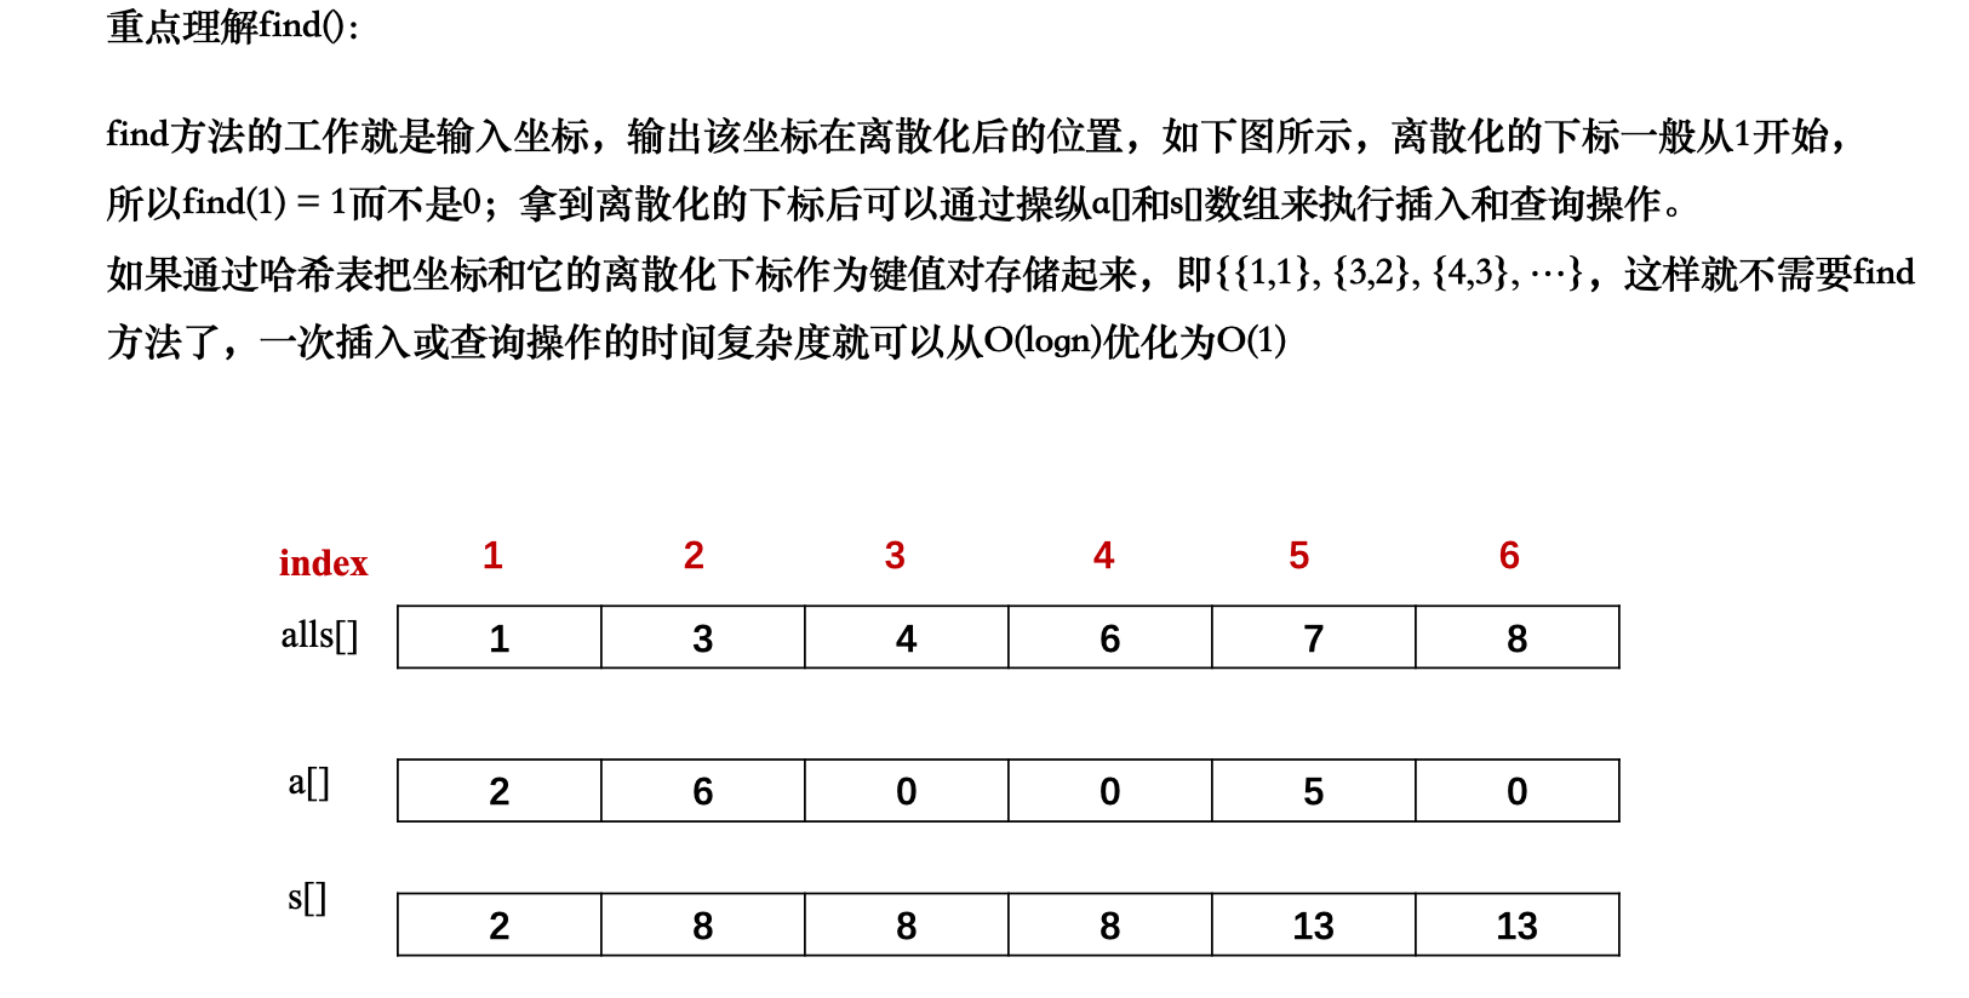 重点理解find():
find方法的工作就是输入坐标，输出该坐标在离散化后的位置，如下图所示，离散化的下标一般从1开始，
所以find(1) = 1而不是0；拿到离散化的下标后可以通过操纵a[]和s[]数组来执行插入和查询操作。
如果通过哈希表把坐标和它的离散化下标作为键值对存储起来，即{{1,1}, {3,2}, {4,3}, ···}，这样就不需要find
方法了，一次插入或查询操作的时间复杂度就可以从O(logn)优化为O(1)
index 1 2 3 4 5 6
alls[] 1 3 4 6 7 8
a[] 2 6 0 0 5 0
s[] 2 8 8 8 13 13